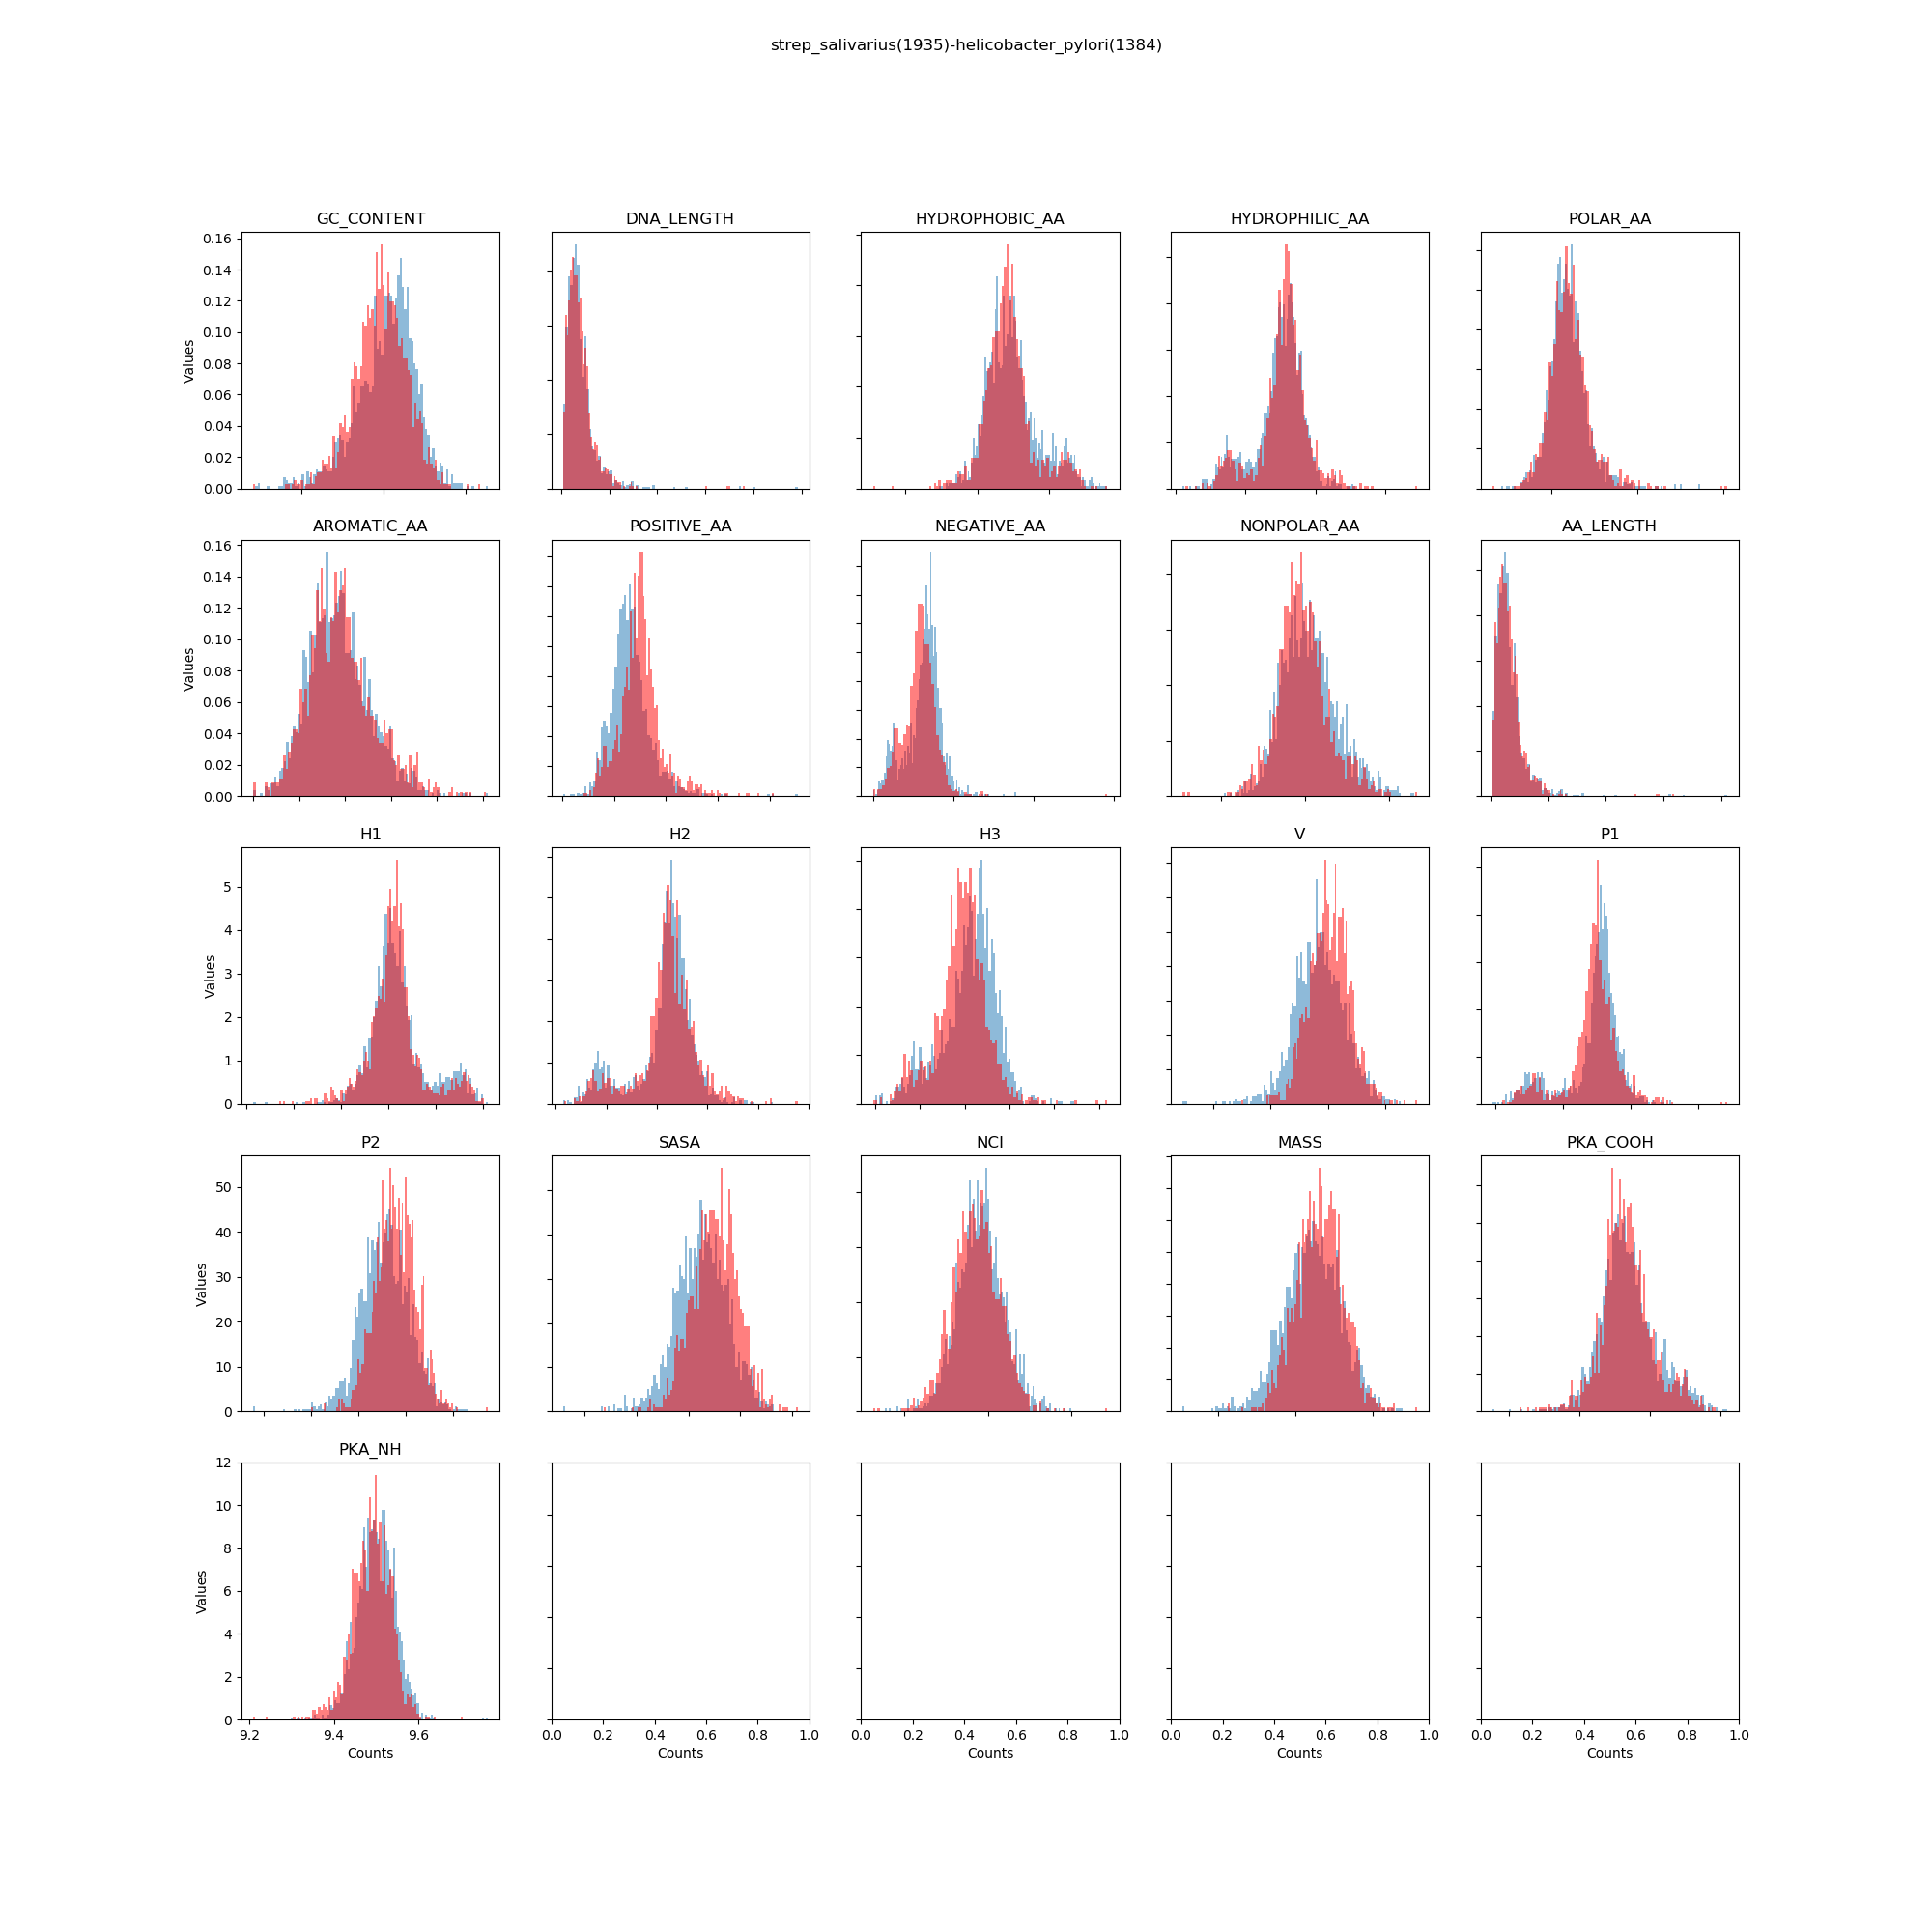 strep_salivarius(1935)-helicobacter_pylori(1384)
GC_CONTENT
DNA_LENGTH
HYDROPHOBIC_AA
HYDROPHILIC_AA
POLAR_AA
0.16
0.14
0.12
0.10
0.08
0.06
0.04
0.02
0.00
Values
AROMATIC_AA
POSITIVE_AA
NEGATIVE_AA
NONPOLAR_AA
AA_LENGTH
0.16
0.14
0.12
0.10
0.08
0.06
0.04
0.02
0.00
Values
H1
H2
H3
V
P1
5
4
3
2
1
0
Values
P2
SASA
NCI
MASS
PKA_COOH
50
40
30
20
10
0
Values
PKA_NH
12
10
8
6
4
2
0
Values
9.2 9.4 9.6
Counts
0.0 0.2 0.4 0.6 0.8 1.0
Counts
0.0 0.2 0.4 0.6 0.8 1.0
Counts
0.0 0.2 0.4 0.6 0.8 1.0
Counts
0.0 0.2 0.4 0.6 0.8 1.0
Counts